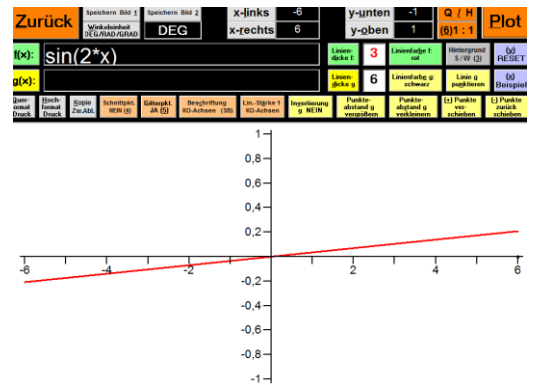 Zurück
Speichern Bild 1
Speichern Bild 2
x-links
-6
y-unten
-1
Q / H
Plot
Winkeleinheit
DEG/RAD/GRAD
DEG
x-rechts
6
y-oben
1
(6)1 : 1
f(x):
sin(2*x)
Linien-
dicke f:
3
Linienfarbe f:
rot
Hintergrund
S / W (3)
(y)
RESET
g(x):
Linien-
dicke g
6
Linienfarbg g:
schwarz
Linie g
punktieren
(x)
Beispiel
Quer-
format
Druck
Hoch-
format
Druck
Kopie
Zw.Abl.
Schnittpkt.
NEIN (4)
Gitterpkt.
JA (5)
Beschriftung
KO-Achsen (S8)
Lin.-Stärke 1
KO-Achsen
Invertierung
g NEIN
Punkte-
abstand g
vergrößern
Punkte-
abstand g
verkleinern
(+) Punkte
ver-
schieben
(-) Punkte
zurück
schieben
1
0,8
0,6
0,4
0,2
-6
-4
-2
2
4
6
-0,2
-0,4
-0,6
-0,8
-1